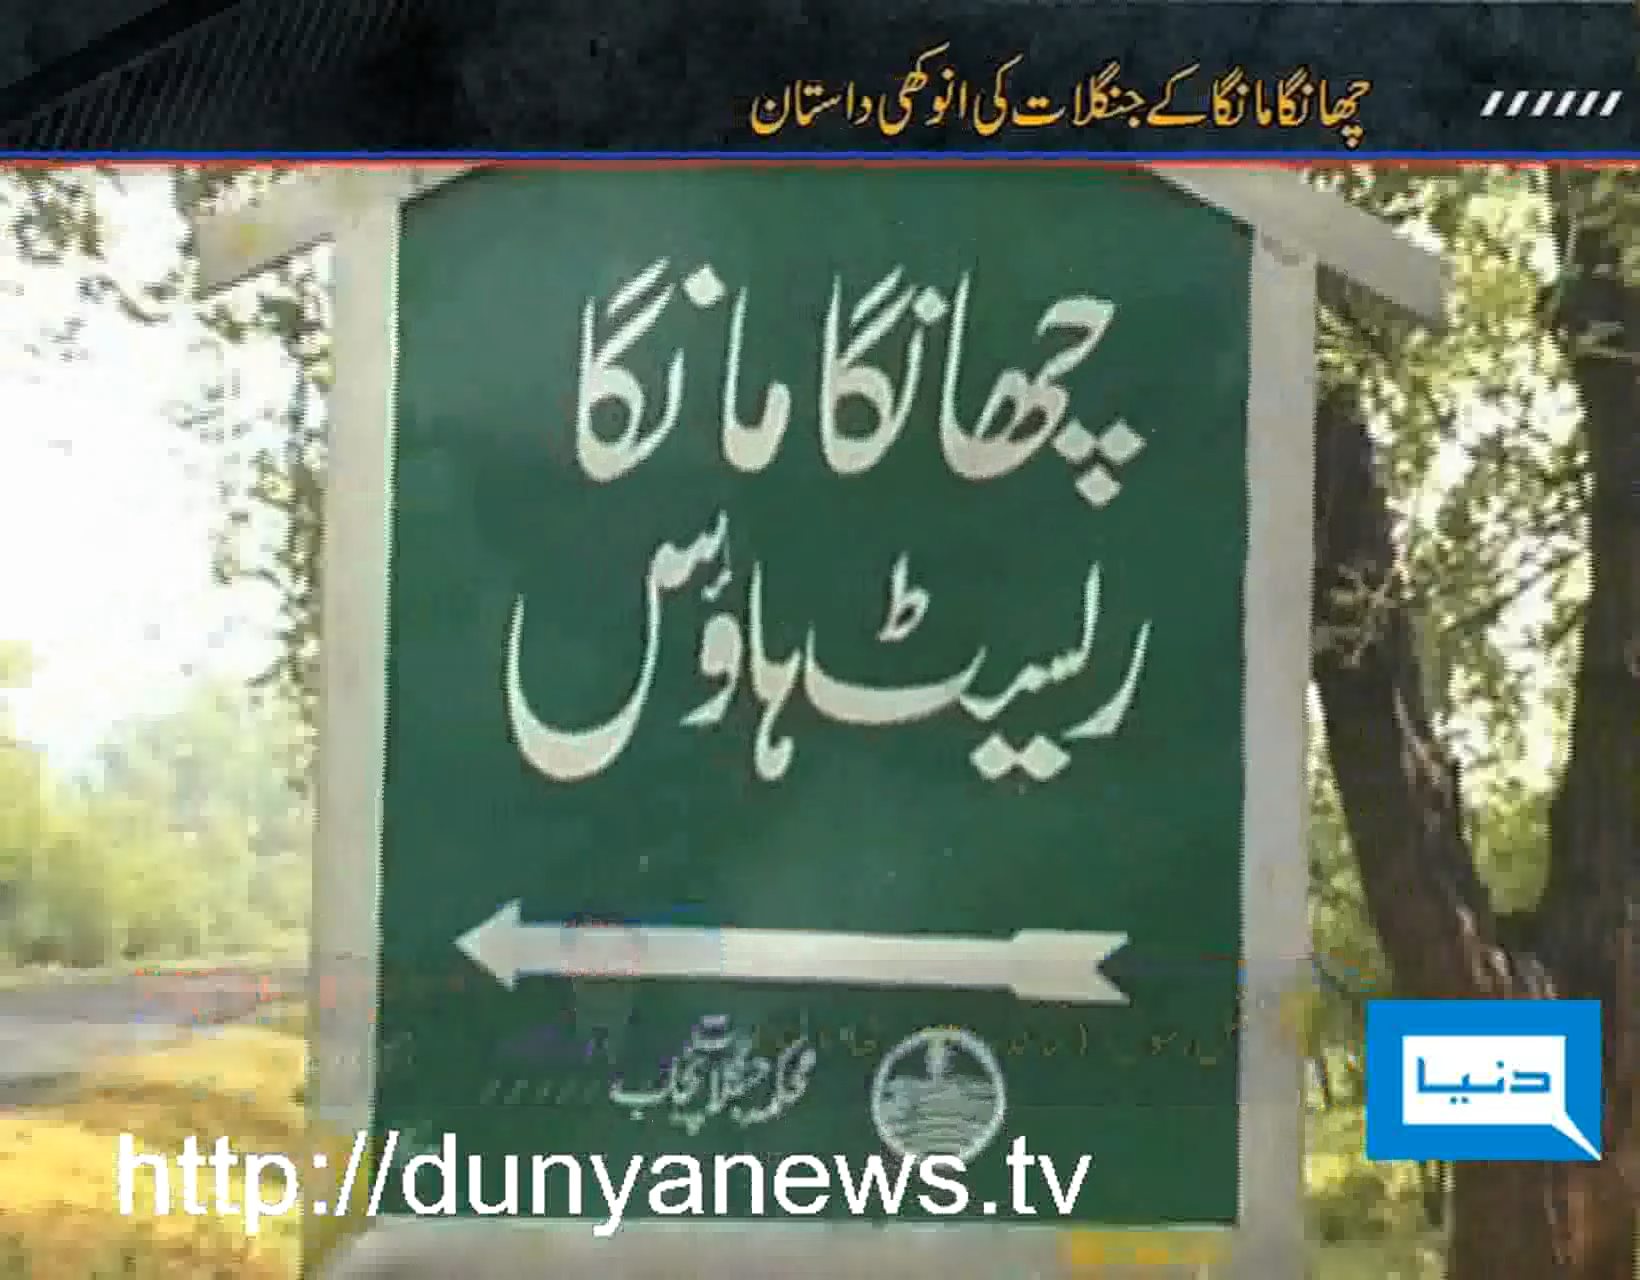 چھانگا مانگا کے جنگلات کی انوکھی داستان
چھانگا مانگا
ریسٹ ہاؤس
محکمہ جنگلات پنجاب
دنیا
http://dunyanews.tv